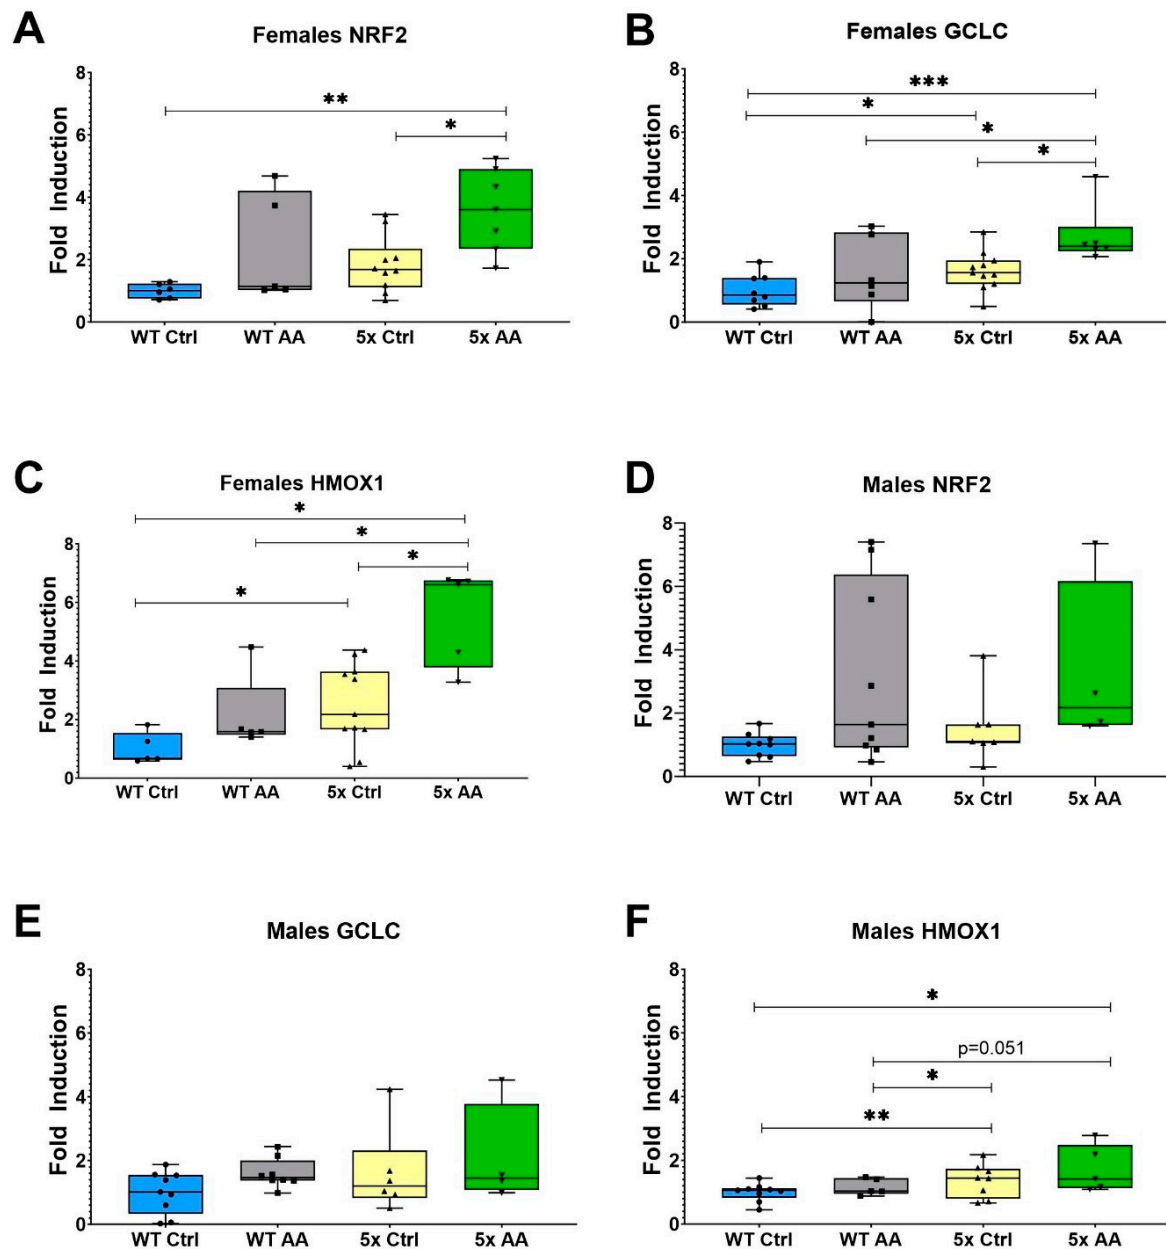 A
Females NRF2
Fold Induction
8
**
6
*
4
2
0
WT Ctrl WT AA 5x Ctrl 5x AA
B
Females GCLC
Fold Induction
8
***
*
6
*
*
4
2
0
WT Ctrl WT AA 5x Ctrl 5x AA
C
Females HMOX1
Fold Induction
*
*
8
*
*
6
4
2
0
WT Ctrl WT AA 5x Ctrl 5x AA
D
Males NRF2
Fold Induction
8
6
4
2
0
WT Ctrl WT AA 5x Ctrl 5x AA
E
Males GCLC
Fold Induction
8
6
4
2
0
WT Ctrl WT AA 5x Ctrl 5x AA
F
Males HMOX1
Fold Induction
8
*
6
p=0.051
*
4
**
2
0
WT Ctrl WT AA 5x Ctrl 5x AA